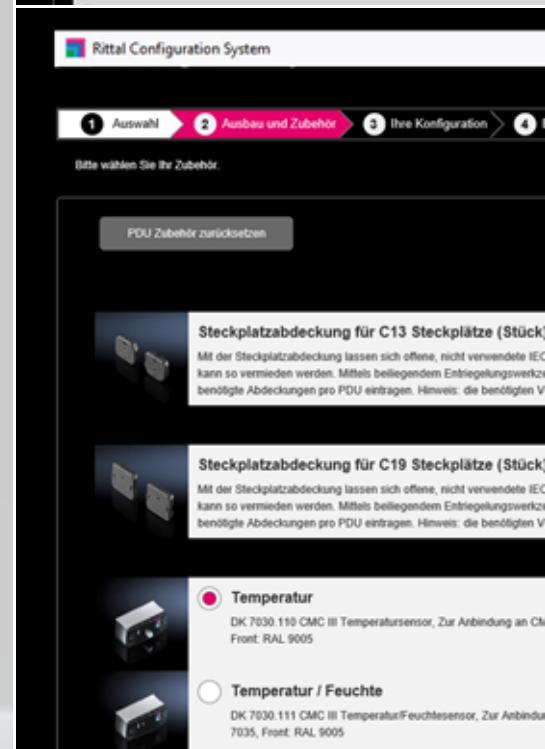 Rittal Configuration System
1 Auswahl 2 Ausbau und Zubehör 3 Ihre Konfiguration 4
Bitte wählen Sie Ihr Zubehör.
PDU Zubehör zurücksetzen
Steckplatzabdeckung für C13 Steckplätze (Stück)
Mit der Steckplatzabdeckung lassen sich offene, nicht verwendete IEC
kann so vermieden werden. Mittels beiliegendem
benötigte Abdeckungen pro PDU eintragen. Hinweis: die benötigten V
Steckplatzabdeckung für C19 Steckplätze (Stück)
Mit der Steckplatzabdeckung lassen sich offene, nicht verwendete IEC
kann so vermieden werden. Mittels beiliegendem
benötigte Abdeckungen pro PDU eintragen. Hinweis: die benötigten V
Temperatur
DK 7030.110 CMC III Temperatursensor, Zur Anbindung an CM
Front: RAL 9005
Temperatur / Feuchte
DK 7030.111 CMC III Temperatur/Feuchtesensor, Zur
7035, Front: RAL 9005